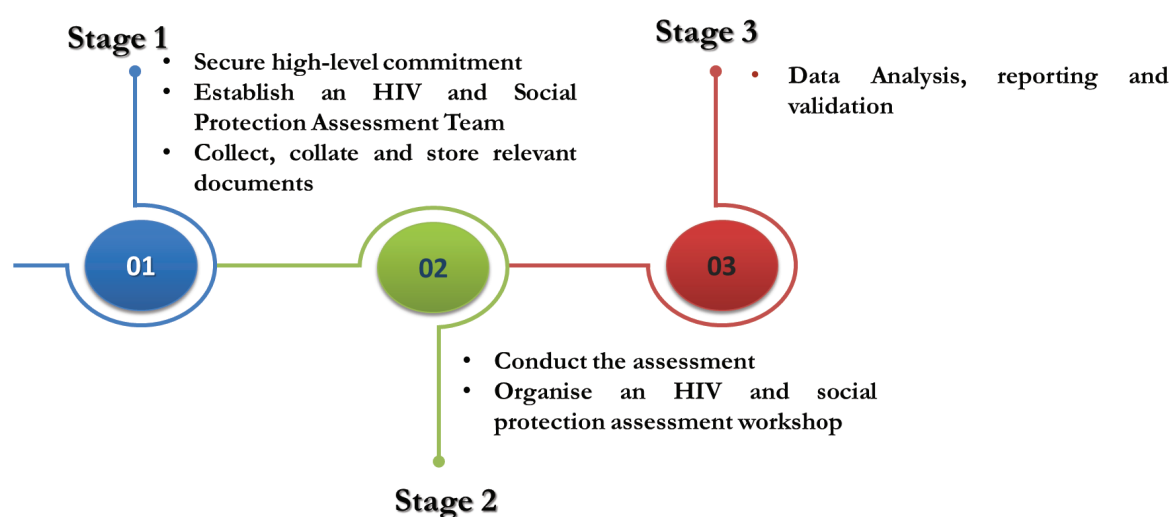 Stage 1
• Secure high-level commitment
• Establish an HIV and Social
Protection Assessment Team
• Collect, collate and store relevant
documents
01
02
• Conduct the assessment
• Organise an HIV and social
protection assessment workshop
Stage 2
Stage 3
• Data Analysis, reporting and
validation
03